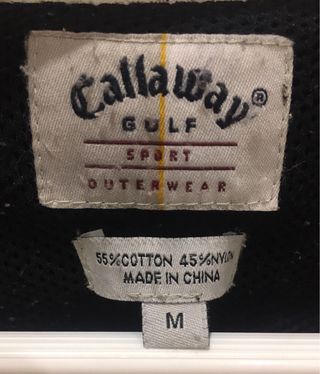 Callaway®
GOLF
SPORT
OUTERWEAR
55%COTTON 45%NYLON
MADE IN CHINA
M